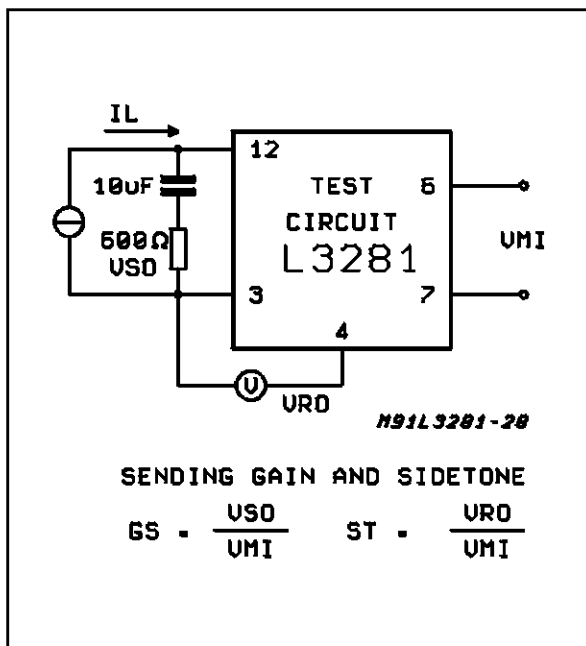 IL
12
10uF
TEST
6
CIRCUIT
600Ω
VSO
L3281
VMI
3
7
4
V
VRO
M91L3281-28
SENDING GAIN AND SIDETONE
GS = VSO / VMI ST = VRO / VMI